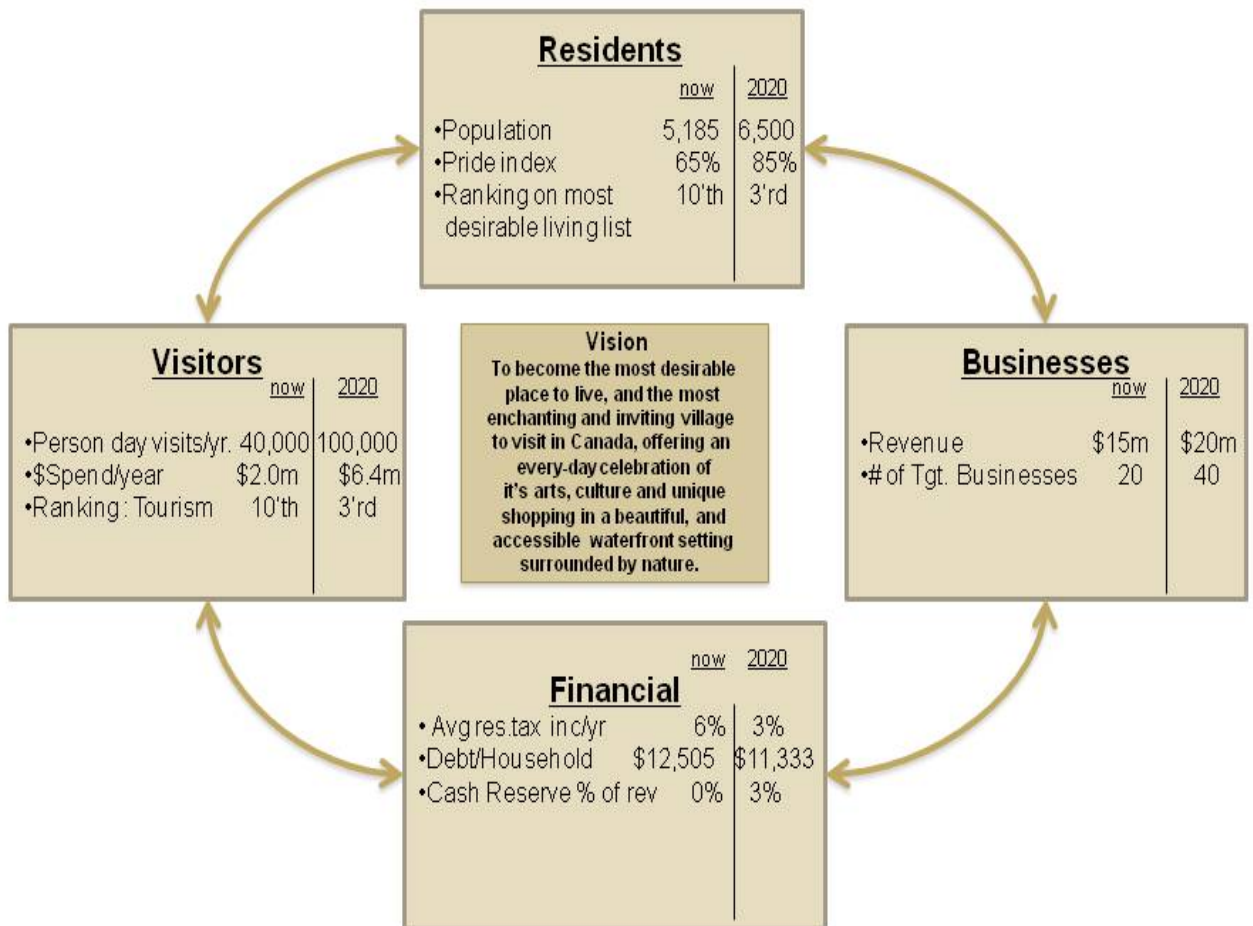 Residents
now 2020
•Population 5,185 6,500
•Pride index 65% 85%
•Ranking on most 10'th 3'rd
desirable living list
Visitors
now 2020
•Person day visits/yr. 40,000 100,000
•$Spend/year $2.0m $6.4m
•Ranking: Tourism 10'th 3'rd
Vision
To become the most desirable
place to live, and the most
enchanting and inviting village
to visit in Canada, offering an
every-day celebration of
it's arts, culture and unique
shopping in a beautiful, and
accessible waterfront setting
surrounded by nature.
Businesses
now 2020
•Revenue $15m $20m
•# of Tgt. Businesses 20 40
now 2020
Financial
• Avg res.tax inc/yr 6% 3%
•Debt/Household $12,505 $11,333
•Cash Reserve % of rev 0% 3%